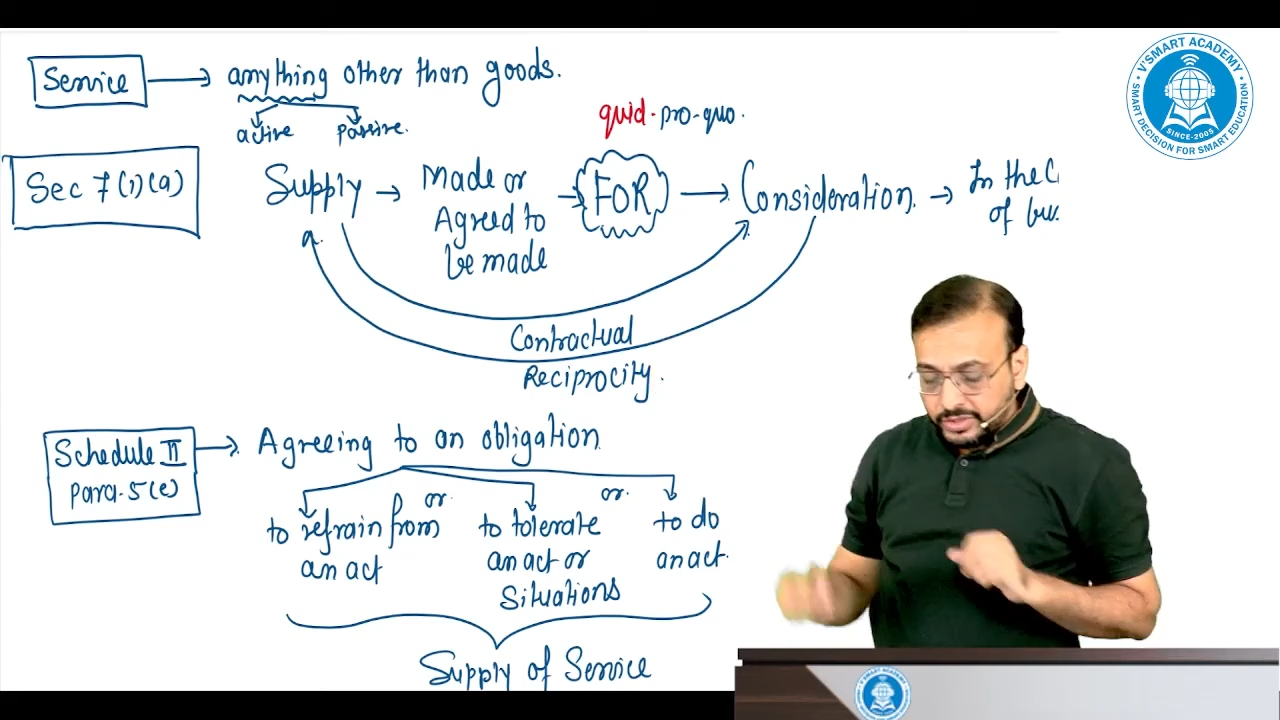 Service → anything other than goods.
active passive.
quid-pro-quo.
Sec 7(1)(a)
Supply → Made or Agreed to be made → FOR → Consideration. → In the C
of bus.
Contractual
Reciprocity.
Schedule II
para-5(e)
→ Agreeing to an obligation
to refrain from
an act
or
to tolerate
an act or
Situations
or
to do
an act.
Supply of Service
V'SMART ACADEMY
SMART DECISION FOR SMART EDUCATION
SINCE-2005